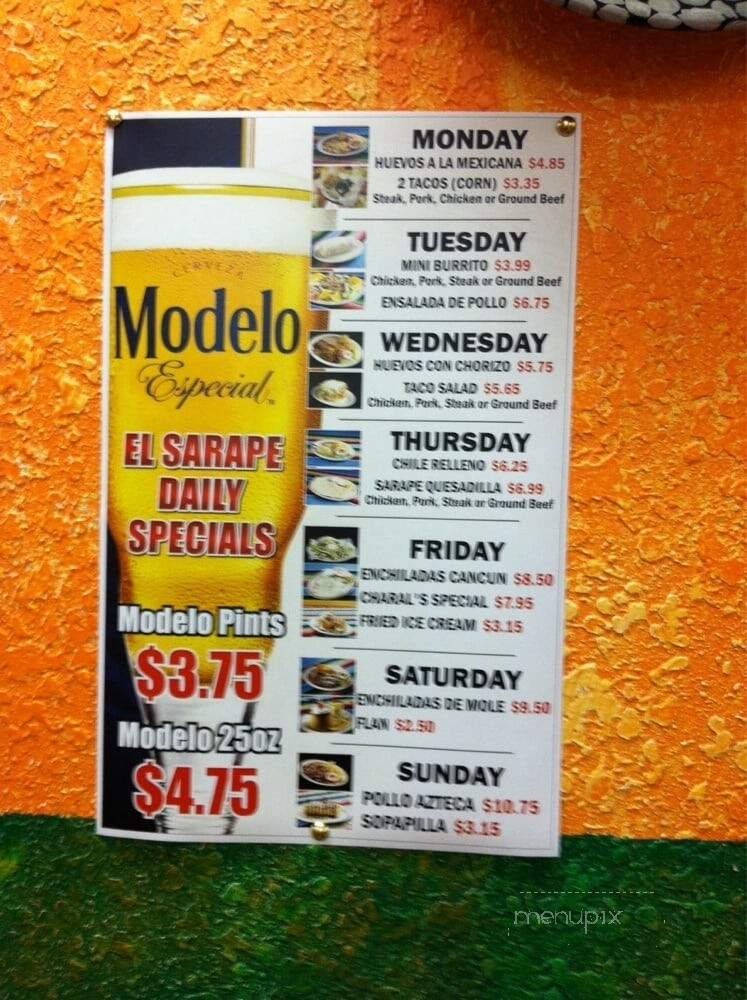 CERVEZA
Modelo
Especial
EL SARAPE
DAILY
SPECIALS
Modelo Pints
$3.75
Modelo 25oz
$4.75
MONDAY
HUEVOS A LA MEXICANA $4.85
2 TACOS (CORN) $3.35
Steak, Pork, Chicken or Ground Beef
TUESDAY
MINI BURRITO $3.99
Chicken, Pork, Steak or Ground Beef
ENSALADA DE POLLO $6.75
WEDNESDAY
HUEVOS CON CHORIZO $5.75
TACO SALAD $5.65
Chicken, Pork, Steak or Ground Beef
THURSDAY
CHILE RELLENO $6.25
SARAPE QUESADILLA $6.99
Chicken, Pork, Steak or Ground Beef
FRIDAY
ENCHILADAS CANCUN $8.50
CHARAL'S SPECIAL $7.95
FRIED ICE CREAM $3.15
SATURDAY
ENCHILADAS DE MOLE $9.50
FLAN $2.50
SUNDAY
POLLO AZTECA $10.75
SOPAPILLA $3.15
menupix